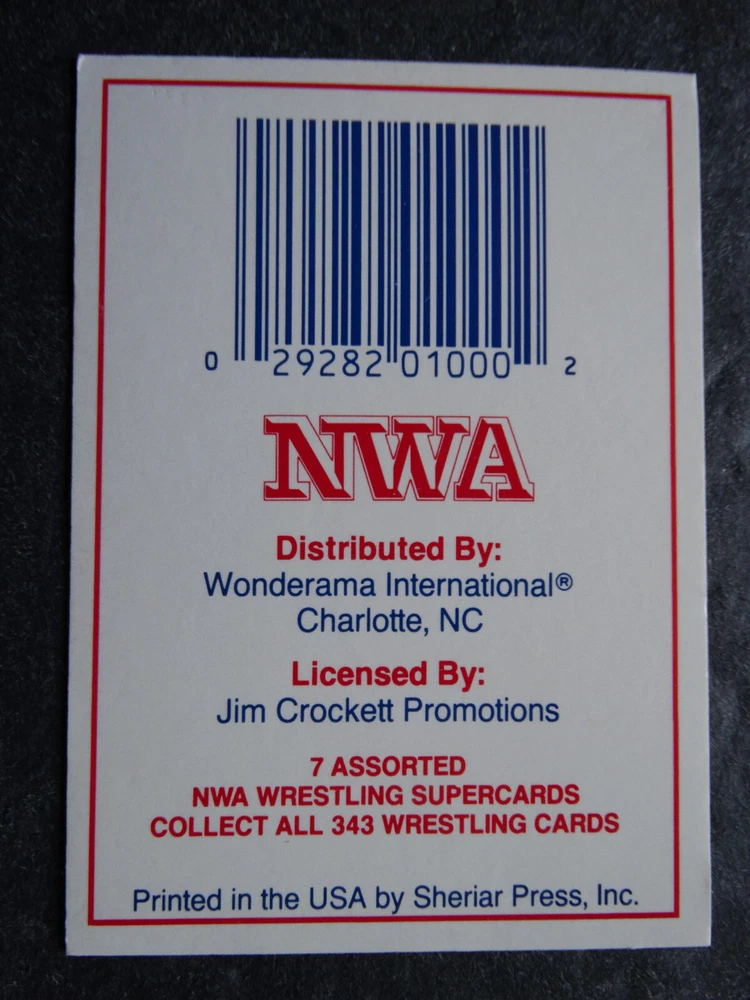 0 29282 01000 2
NWA
Distributed By:
Wonderama International®
Charlotte, NC
Licensed By:
Jim Crockett Promotions
7 ASSORTED
NWA WRESTLING SUPERCARDS
COLLECT ALL 343 WRESTLING CARDS
Printed in the USA by Sheriar Press, Inc.